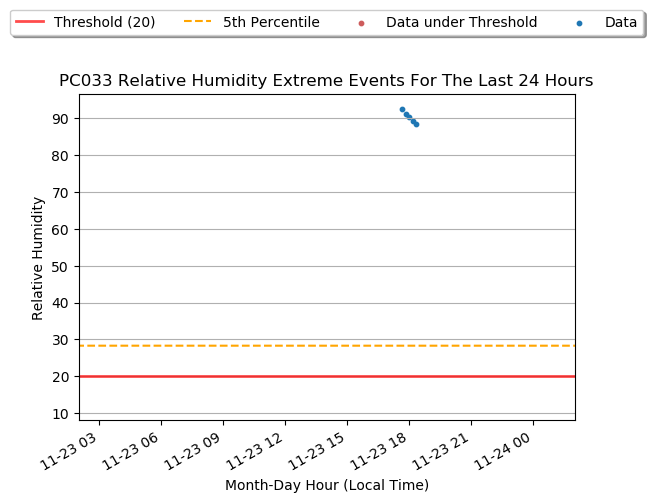 Threshold (20) 5th Percentile Data under Threshold Data
PC033 Relative Humidity Extreme Events For The Last 24 Hours
90
80
70
60
50
40
30
20
10
Relative Humidity
11-23 03 11-23 06 11-23 09 11-23 12 11-23 15 11-23 18 11-23 21 11-24 00
Month-Day Hour (Local Time)